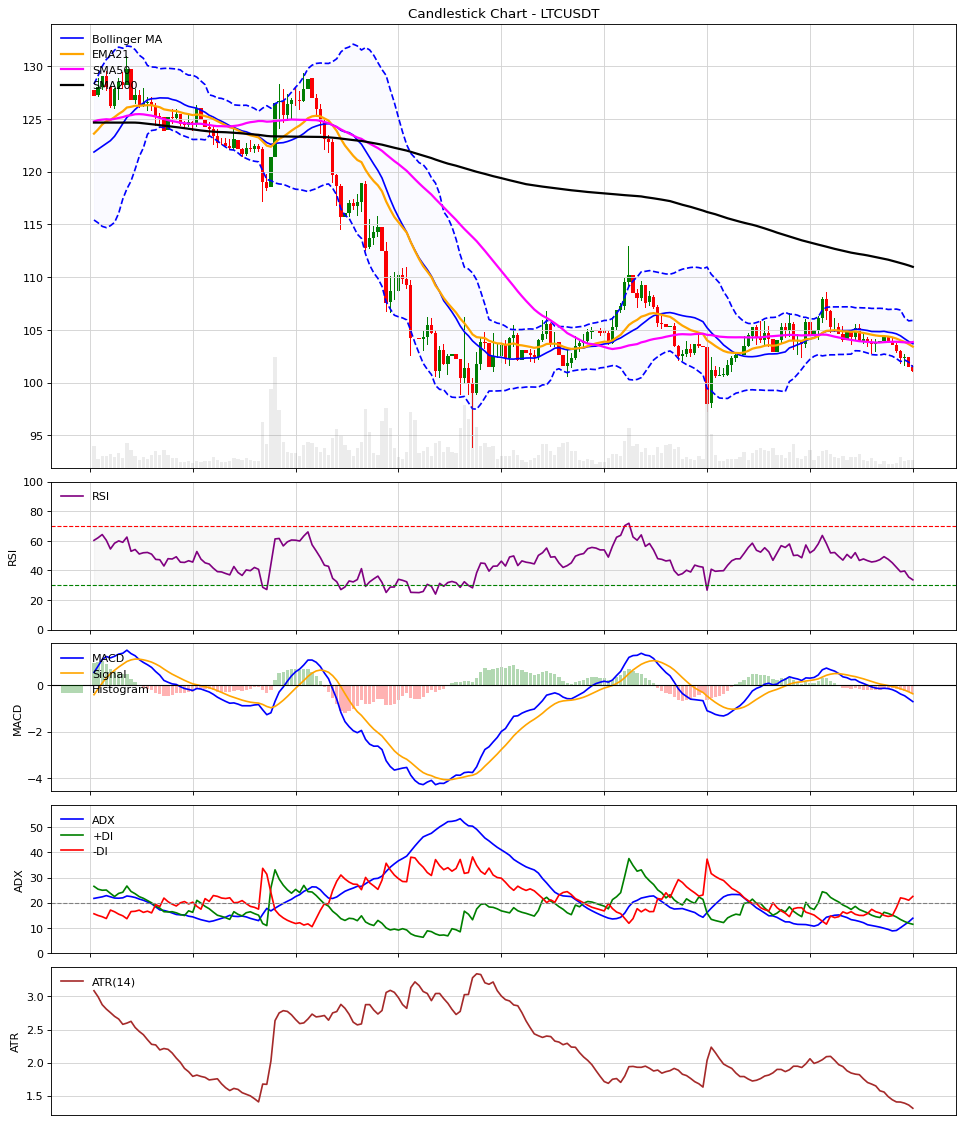 Candlestick Chart - LTCUSDT
Bollinger MA
EMA21
SMA50
SMA200
130
125
120
115
110
105
100
95
RSI
100
80
60
40
20
0
RSI
MACD
Signal
Histogram
0
−2
−4
MACD
ADX
+DI
-DI
50
40
30
20
10
0
ADX
ATR(14)
3.0
2.5
2.0
1.5
ATR